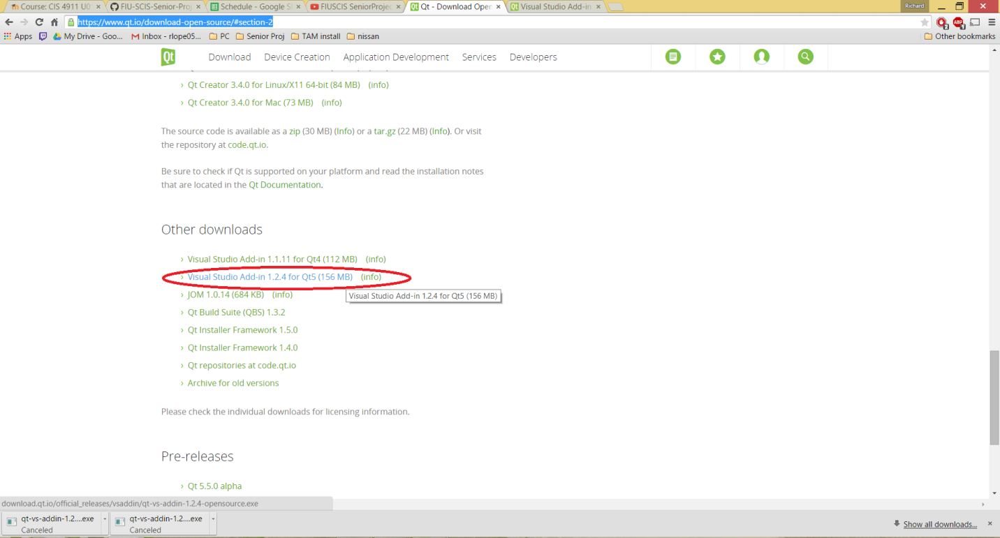 Course: CIS 4911 U0
FIU-SCIS-Senior-Proj
Schedule - Google S
FIUSCIS SeniorProjec
Qt - Download Open
Visual Studio Add-in
Richard
https://www.qt.io/download-open-source/#section-2
Apps
My Drive - Goo...
Inbox - rlope05...
PC
Senior Proj
TAM install
nissan
Other bookmarks
Qt
Download
Device Creation
Application Development
Services
Developers
› Qt Creator 3.4.0 for Linux/X11 64-bit (84 MB) (info)
› Qt Creator 3.4.0 for Mac (73 MB) (info)
The source code is available as a zip (30 MB) (Info) or a tar.gz (22 MB) (Info). Or visit
the repository at code.qt.io.
Be sure to check if Qt is supported on your platform and read the installation notes
that are located in the Qt Documentation.
Other downloads
› Visual Studio Add-in 1.1.11 for Qt4 (112 MB) (info)
› Visual Studio Add-in 1.2.4 for Qt5 (156 MB) (info)
› JOM 1.0.14 (684 KB) (info)
Visual Studio Add-in 1.2.4 for Qt5 (156 MB)
› Qt Build Suite (QBS) 1.3.2
› Qt Installer Framework 1.5.0
› Qt Installer Framework 1.4.0
› Qt repositories at code.qt.io
› Archive for old versions
Please check the individual downloads for licensing information.
Pre-releases
› Qt 5.5.0 alpha
download.qt.io/official_releases/vsaddin/qt-vs-addin-1.2.4-opensource.exe
qt-vs-addin-1.2....exe
Canceled
qt-vs-addin-1.2....exe
Canceled
Show all downloads...